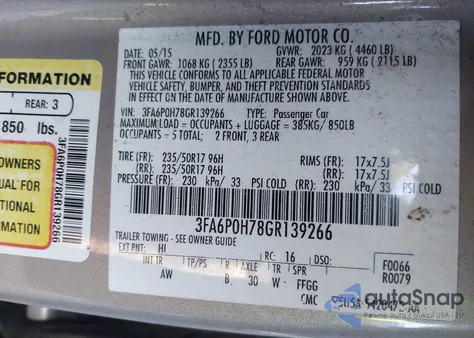 MFD. BY FORD MOTOR CO.
DATE: 05/15 GVWR: 2023 KG (4460 LB)
FRONT GAWR: 1068 KG (2355 LB) REAR GAWR: 959 KG (2115 LB)
THIS VEHICLE CONFORMS TO ALL APPLICABLE FEDERAL MOTOR
VEHICLE SAFETY, BUMPER, AND THEFT PREVENTION STANDARDS
IN EFFECT ON THE DATE OF MANUFACTURE SHOWN ABOVE.
VIN: 3FA6P0H78GR139266 TYPE: Passenger Car
MAXIMUM LOAD = OCCUPANTS + LUGGAGE = 385KG/850LB
OCCUPANTS = 5 TOTAL: 2 FRONT, 3 REAR
TIRE (FR): 235/50R17 96H RIMS (FR): 17x7.5J
TIRE (RR): 235/50R17 96H RIMS (RR): 17x7.5J
PRESSURE (FR): 230 kPa/ 33 PSI COLD (RR): 230 kPa/ 33 PSI COLD
3FA6P0H78GR139266
TRAILER TOWING - SEE OWNER GUIDE
EXT PNT: HI RC: 16 DSO: F0066
R0079
INT TR TP/PS R AXLE TR SPR
AW B 30 W FFGG
REAR: 3
850 lbs.
OWNERS
UAL FOR
TIONAL
MATION
3FA6P0H78GR139266
autoSnap